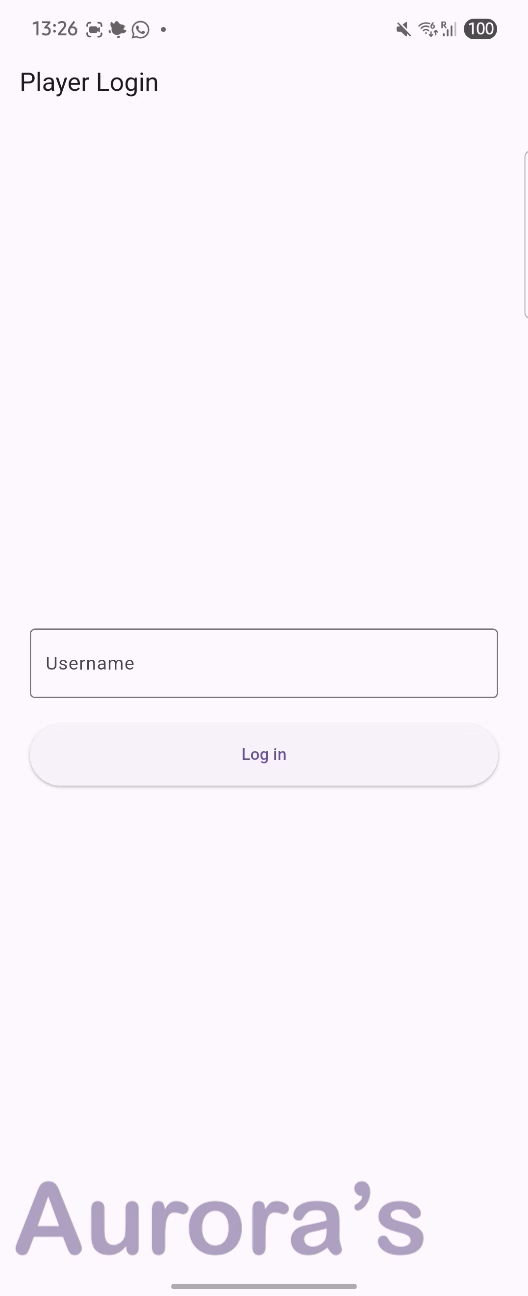 13:26 R 100
Player Login
Username
Log in
Aurora’s